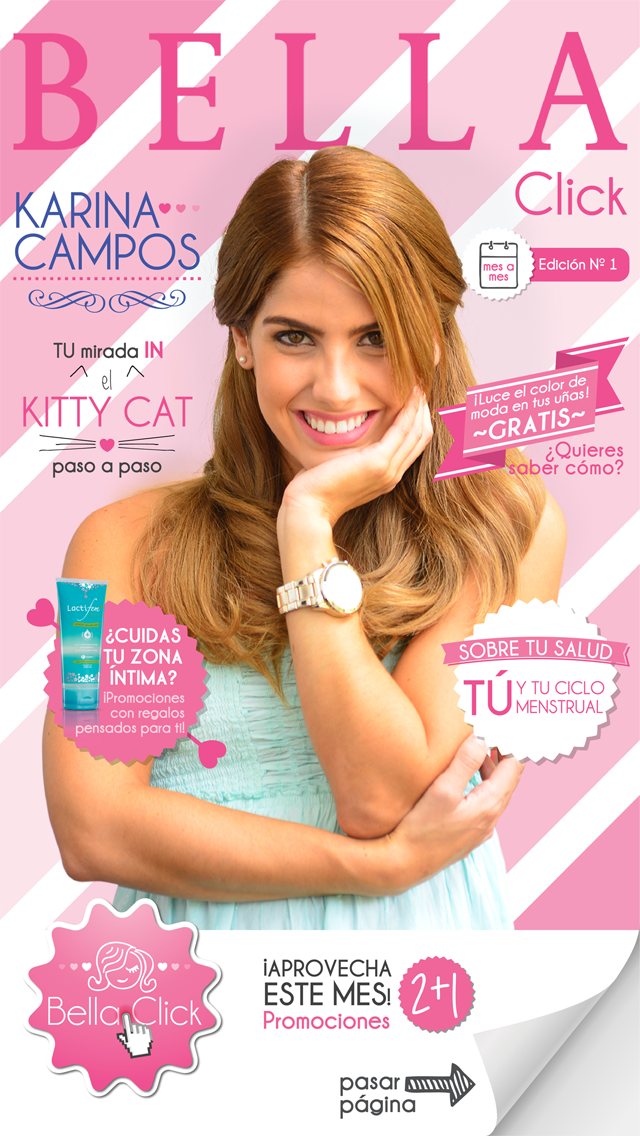 BELLA
Click
KARINA
CAMPOS
mes a
mes
Edición Nº 1
TU mirada IN
el
KITTY CAT
paso a paso
¡Luce el color de
moda en tus uñas!
~GRATIS~
¿Quieres
saber cómo?
Lactifem
¿CUIDAS
TU ZONA
ÍNTIMA?
¡Promociones
con regalos
pensados para ti!
SOBRE TU SALUD
TÚ Y TU CICLO
MENSTRUAL
Bella Click
¡APROVECHA
ESTE MES!
Promociones
2+1
pasar
página